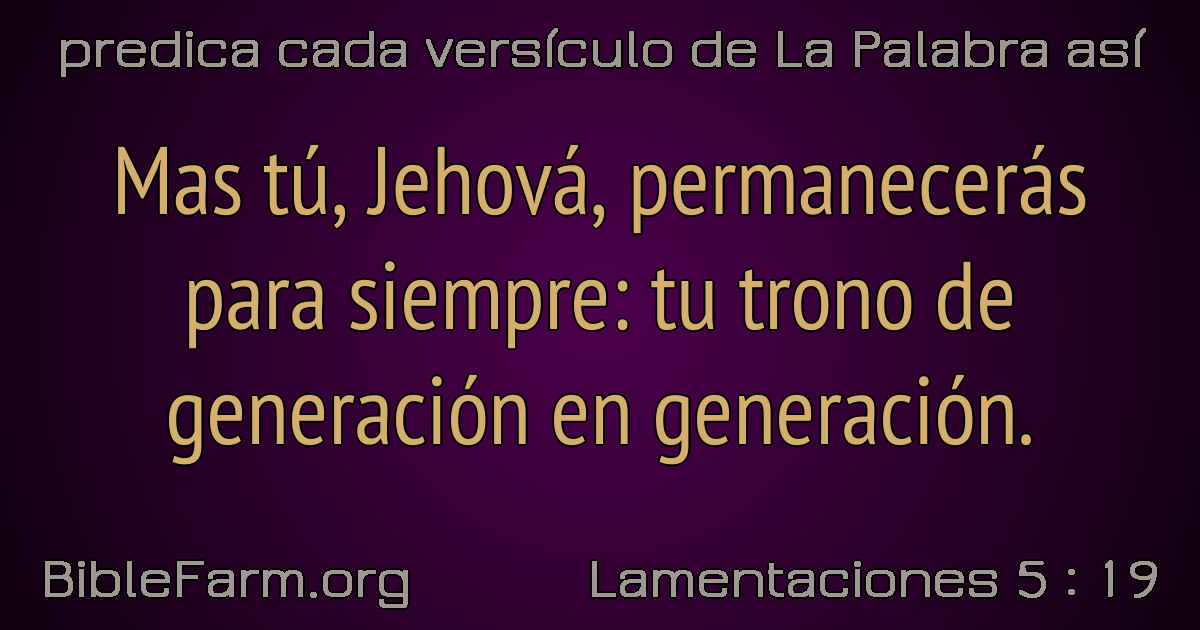 predica cada versículo de La Palabra así
Mas tú, Jehová, permanecerás
para siempre: tu trono de
generación en generación.
BibleFarm.org
Lamentaciones 5 : 19